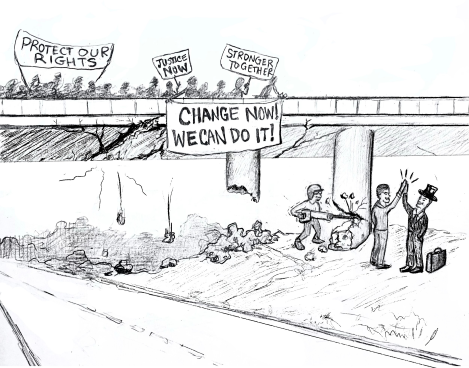 PROTECT OUR
RIGHTS
JUSTICE
NOW
STRONGER
TOGETHER
CHANGE NOW!
WE CAN DO IT!